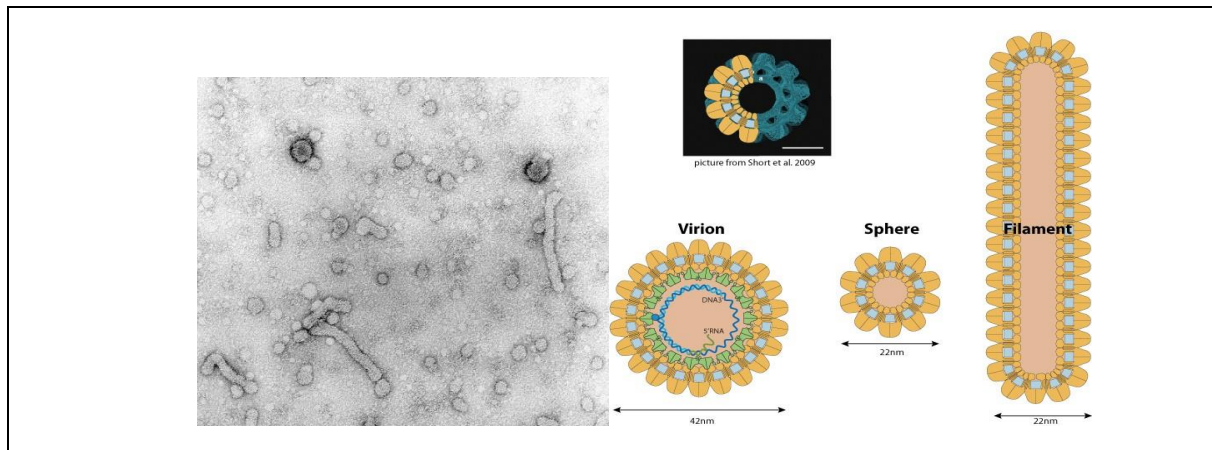 picture from Short et al. 2009
Virion
Sphere
Filament
DNA3
5'RNA
22nm
42nm
22nm